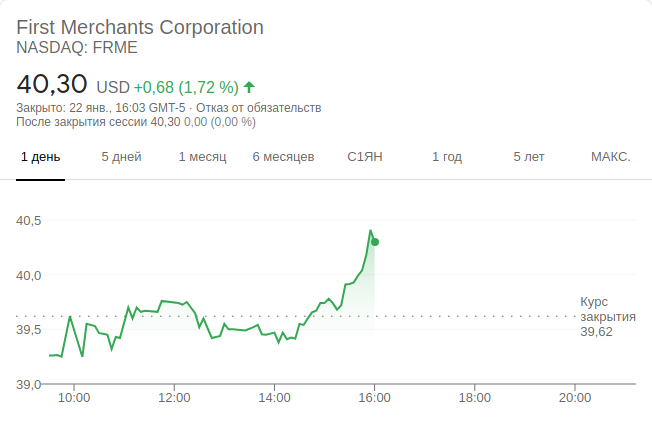 First Merchants Corporation
NASDAQ: FRME
40,30 USD +0,68 (1,72 %)
Закрыто: 22 янв., 16:03 GMT-5 · Отказ от обязательств
После закрытия сессии 40,30 0,00 (0,00 %)
1 день 5 дней 1 месяц 6 месяцев С1ЯН 1 год 5 лет МАКС.
40,5
40,0
39,5
39,0
Курс
закрытия
39,62
10:00 12:00 14:00 16:00 18:00 20:00